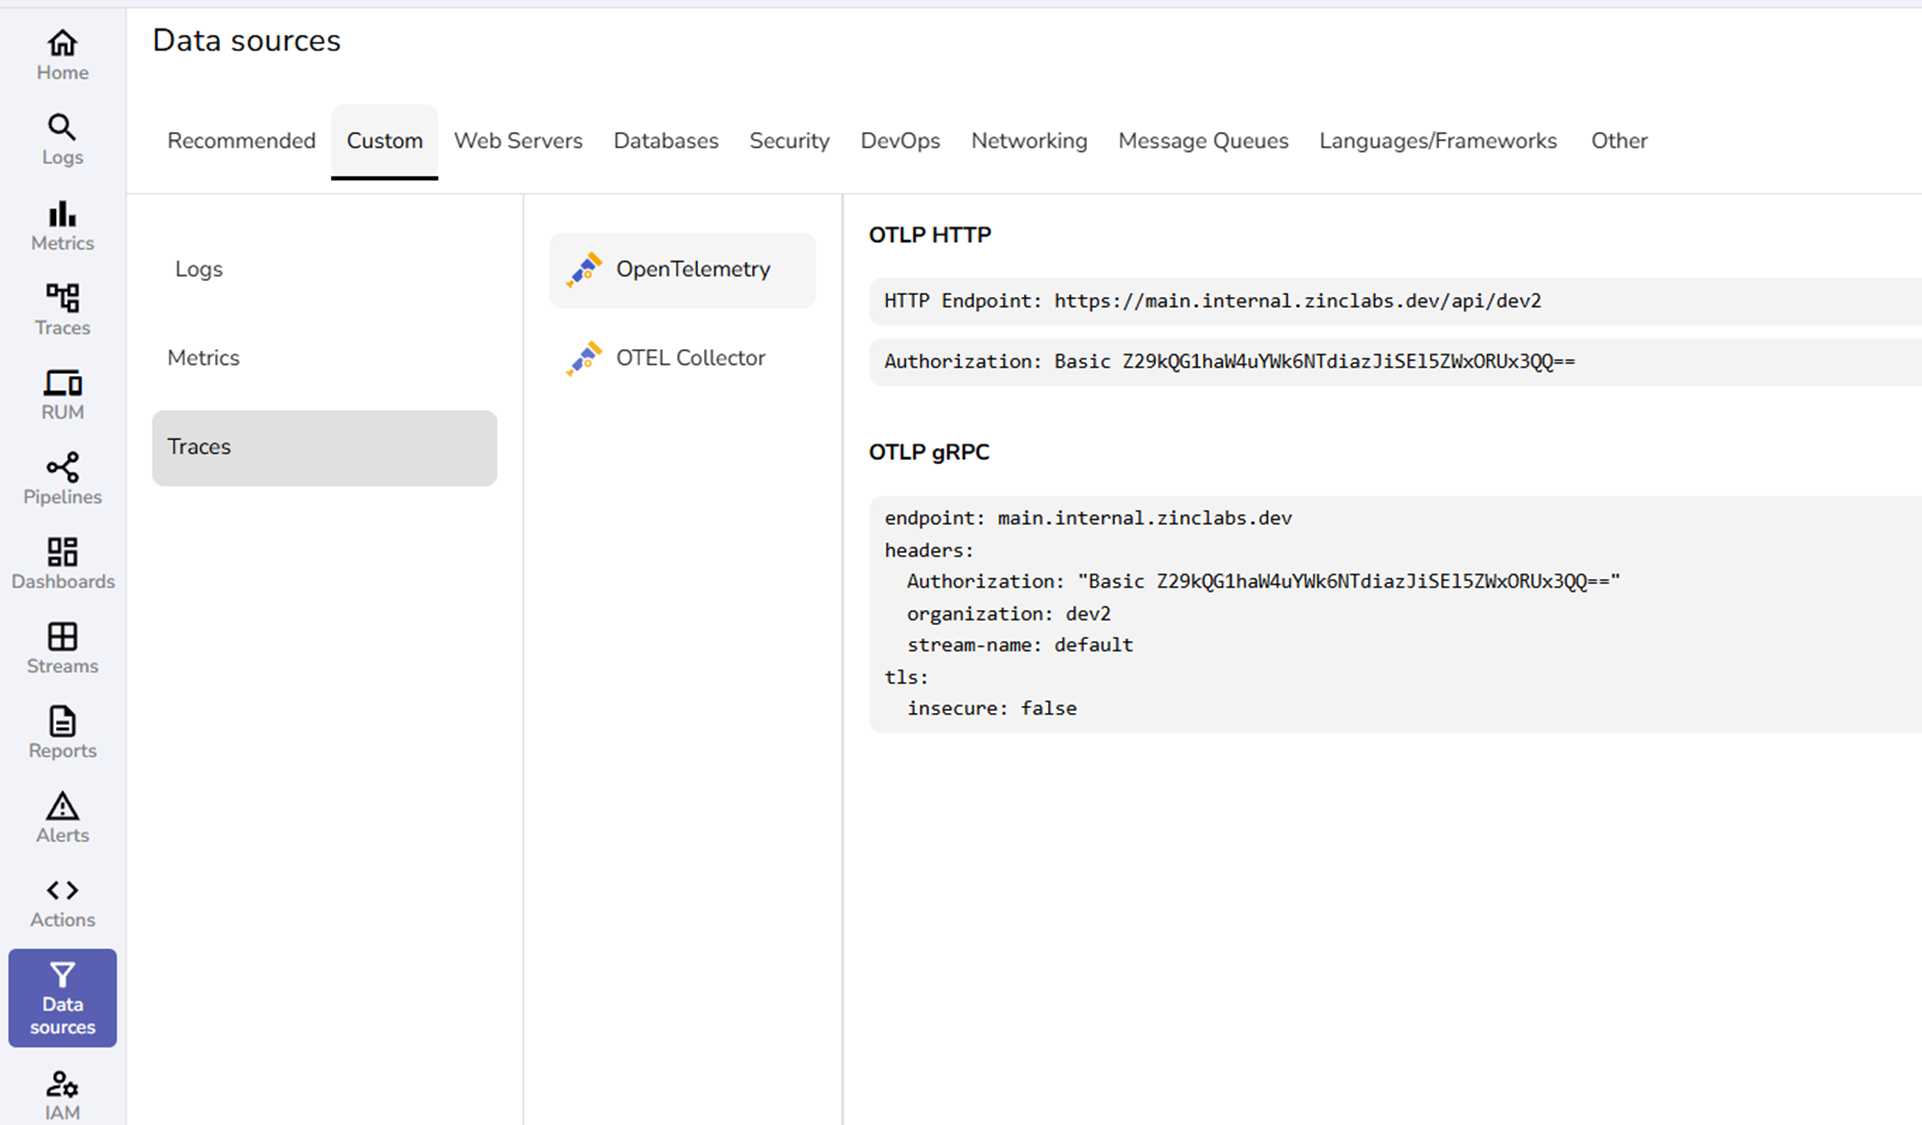 Data sources
Home
Logs
Metrics
Traces
RUM
Pipelines
Dashboards
Streams
Reports
Alerts
Actions
Data
sources
IAM
Recommended Custom Web Servers Databases Security DevOps Networking Message Queues Languages/Frameworks Other
Logs
Metrics
Traces
OpenTelemetry
OTEL Collector
OTLP HTTP
HTTP Endpoint: https://main.internal.zinclabs.dev/api/dev2
Authorization: Basic Z29kQG1haW4uYWk6NTdiazJiSEl5ZWxORUx3QQ==
OTLP gRPC
endpoint: main.internal.zinclabs.dev
headers:
Authorization: "Basic Z29kQG1haW4uYWk6NTdiazJiSEl5ZWxORUx3QQ=="
organization: dev2
stream-name: default
tls:
insecure: false